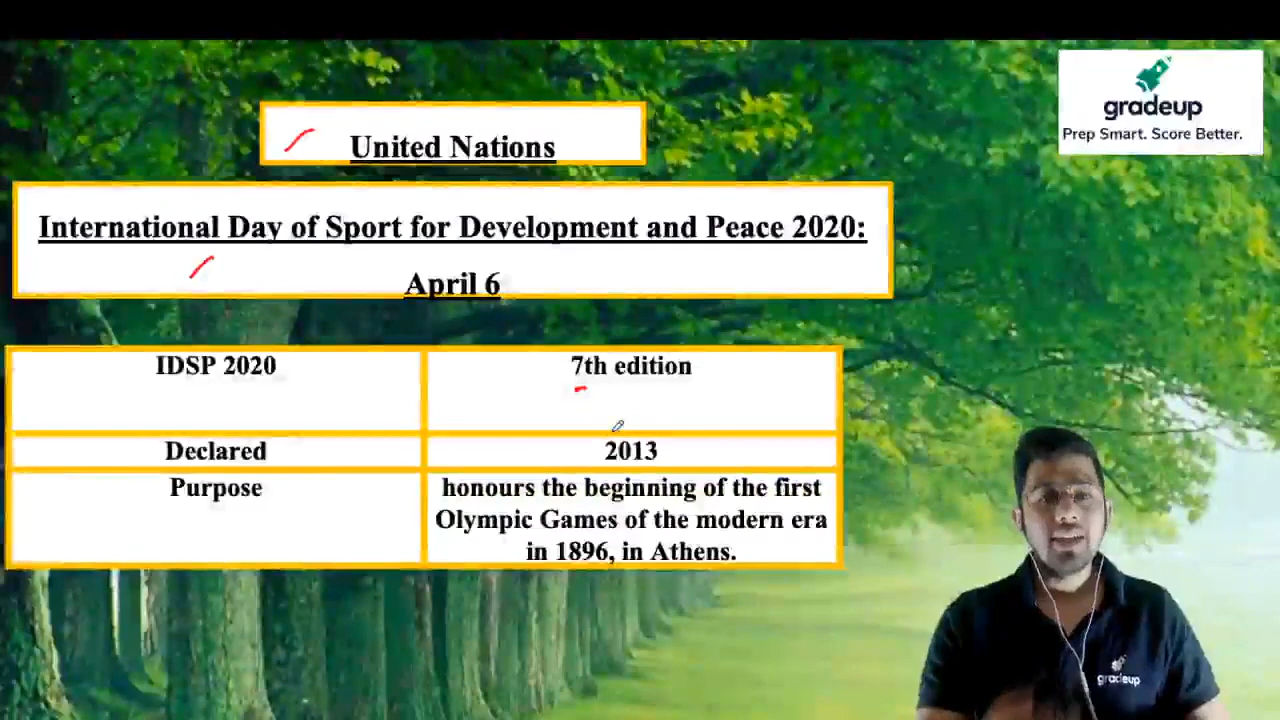 gradeup
Prep Smart. Score Better.
United Nations
International Day of Sport for Development and Peace 2020:
April 6
IDSP 2020
7th edition
Declared
2013
Purpose
honours the beginning of the first
Olympic Games of the modern era
in 1896, in Athens.
gradeup